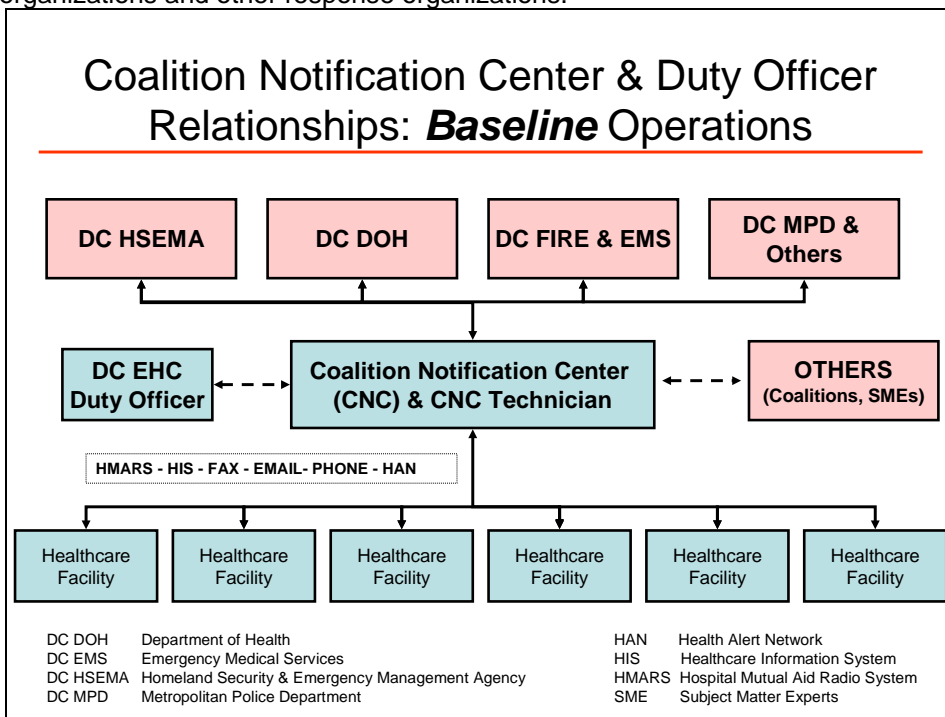 organizations and other response organizations.
Coalition Notification Center & Duty Officer
Relationships: Baseline Operations
DC HSEMA
DC DOH
DC FIRE & EMS
DC MPD &
Others
DC EHC
Duty Officer
Coalition Notification Center
(CNC) & CNC Technician
OTHERS
(Coalitions, SMEs)
HMARS - HIS - FAX - EMAIL- PHONE - HAN
Healthcare
Facility
Healthcare
Facility
Healthcare
Facility
Healthcare
Facility
Healthcare
Facility
Healthcare
Facility
DC DOH Department of Health
DC EMS Emergency Medical Services
DC HSEMA Homeland Security & Emergency Management Agency
DC MPD Metropolitan Police Department
HAN Health Alert Network
HIS Healthcare Information System
HMARS Hospital Mutual Aid Radio System
SME Subject Matter Experts